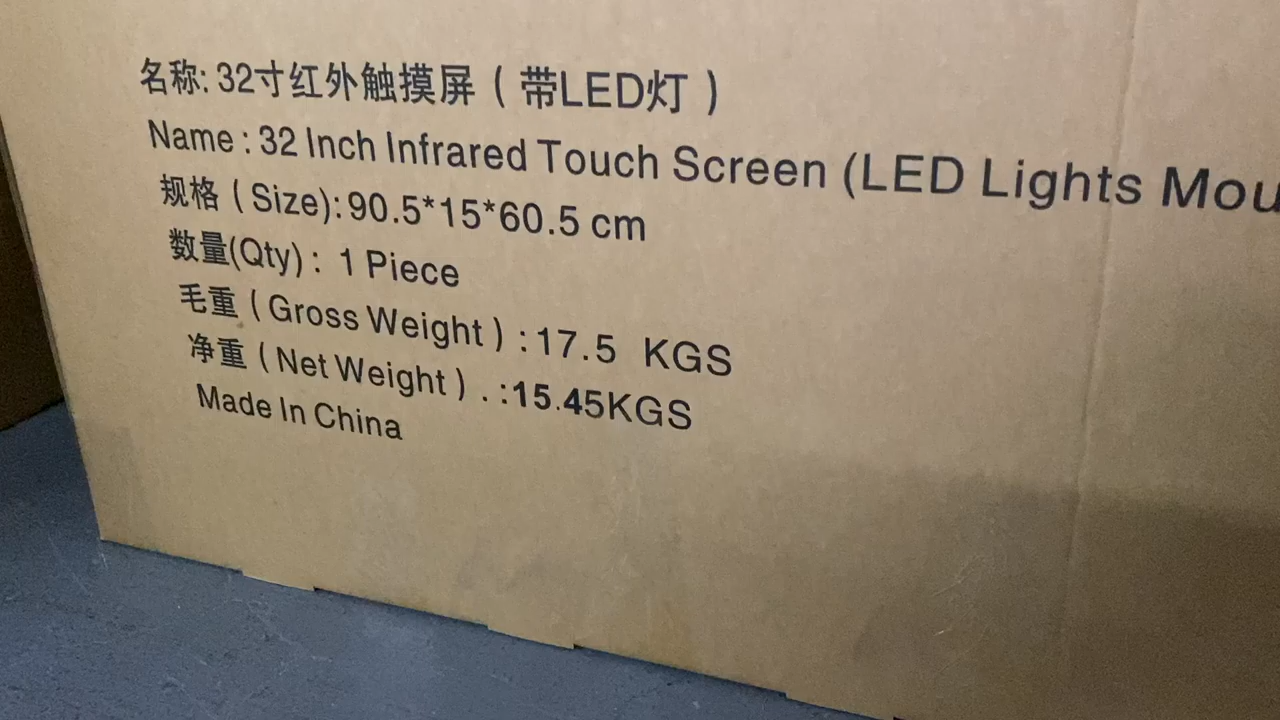 名称: 32寸红外触摸屏 ( 带LED灯 )
Name : 32 Inch Infrared Touch Screen (LED Lights
规格 ( Size): 90.5*15*60.5 cm
数量(Qty) : 1 Piece
毛重 ( Gross Weight ) : 17.5 KGS
净重 ( Net Weight ) . :15.45KGS
Made In China